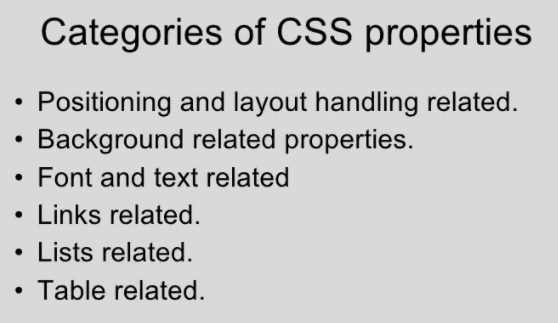 Categories of CSS properties
• Positioning and layout handling related.
• Background related properties.
• Font and text related
• Links related.
• Lists related.
• Table related.